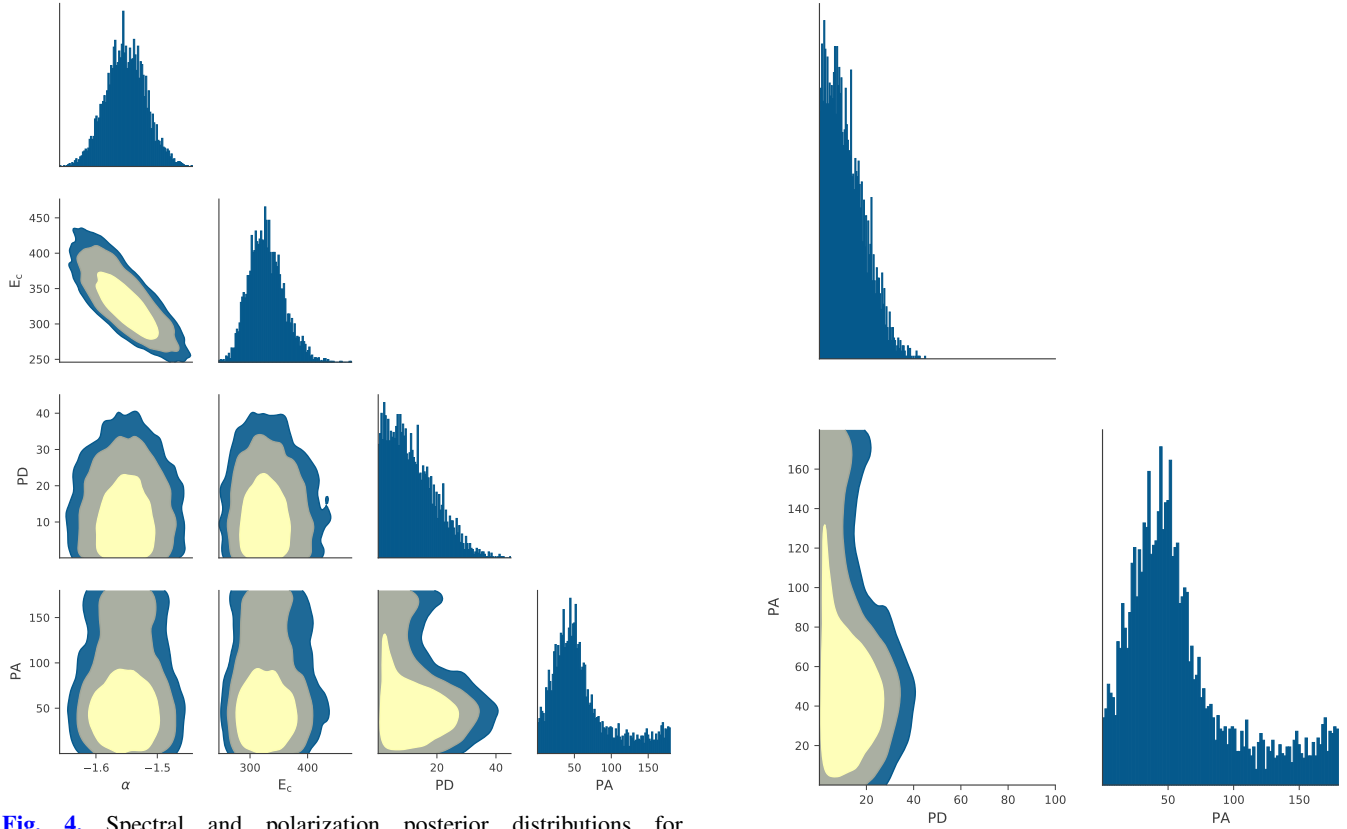 450
400
350
300
250
E_c
40
30
20
10
PD
150
100
50
PA
−1.6 −1.5
α
300 400
E_c
20 40
PD
50 100 150
PA
160
140
120
100
80
60
40
20
PA
20 40 60 80 100
PD
50 100 150
PA
Fig. 4. Spectral and polarization posterior distributions for